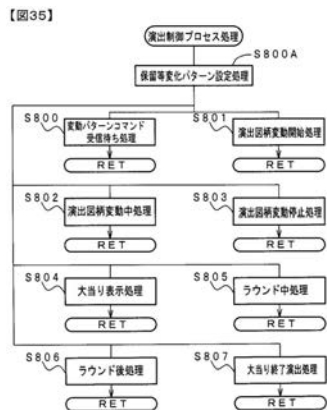 【図35】
演出制御プロセス処理
S800A
保留等変化パターン設定処理
S800
S801
変動パターンコマンド
受信待ち処理
演出図柄変動開始処理
RET
RET
S802
S803
演出図柄変動中処理
演出図柄変動停止処理
RET
RET
S804
S805
大当り表示処理
ラウンド中処理
RET
RET
S806
S807
ラウンド後処理
大当り終了演出処理
RET
RET